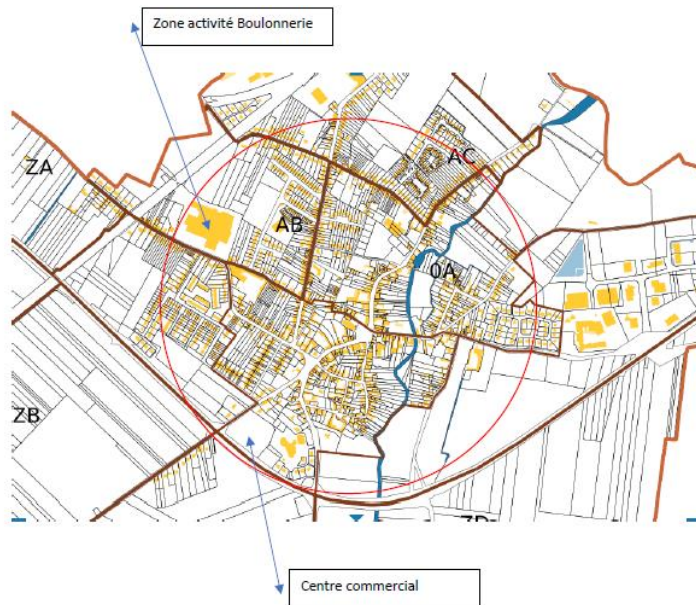 Zone activité Boulonnerie
AC
ZA
AB
0A
ZB
Centre commercial